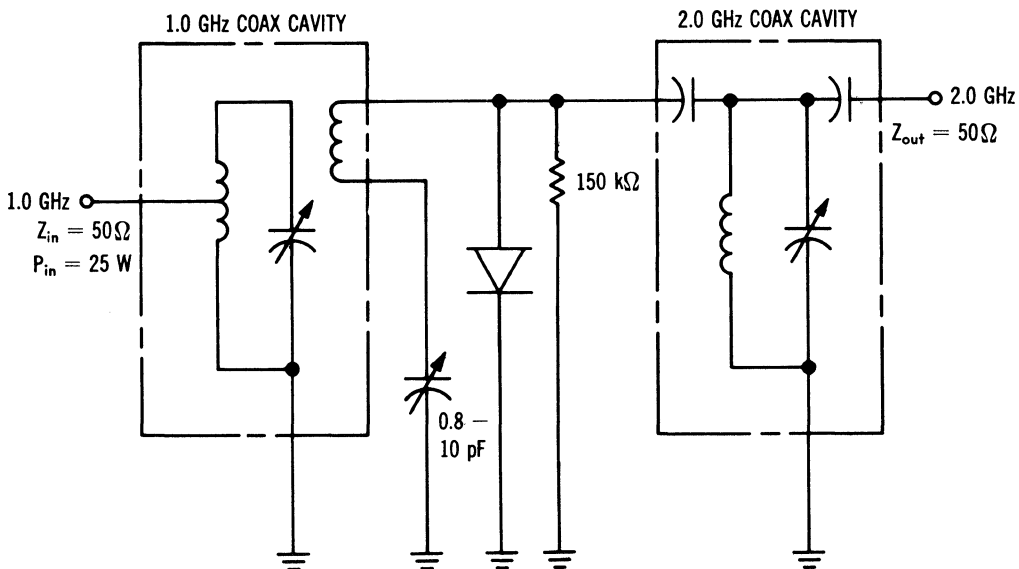 1.0 GHz COAX CAVITY
2.0 GHz COAX CAVITY
1.0 GHz
Z_in = 50Ω
P_in = 25 W
0.8 –
10 pF
150 kΩ
2.0 GHz
Z_out = 50Ω